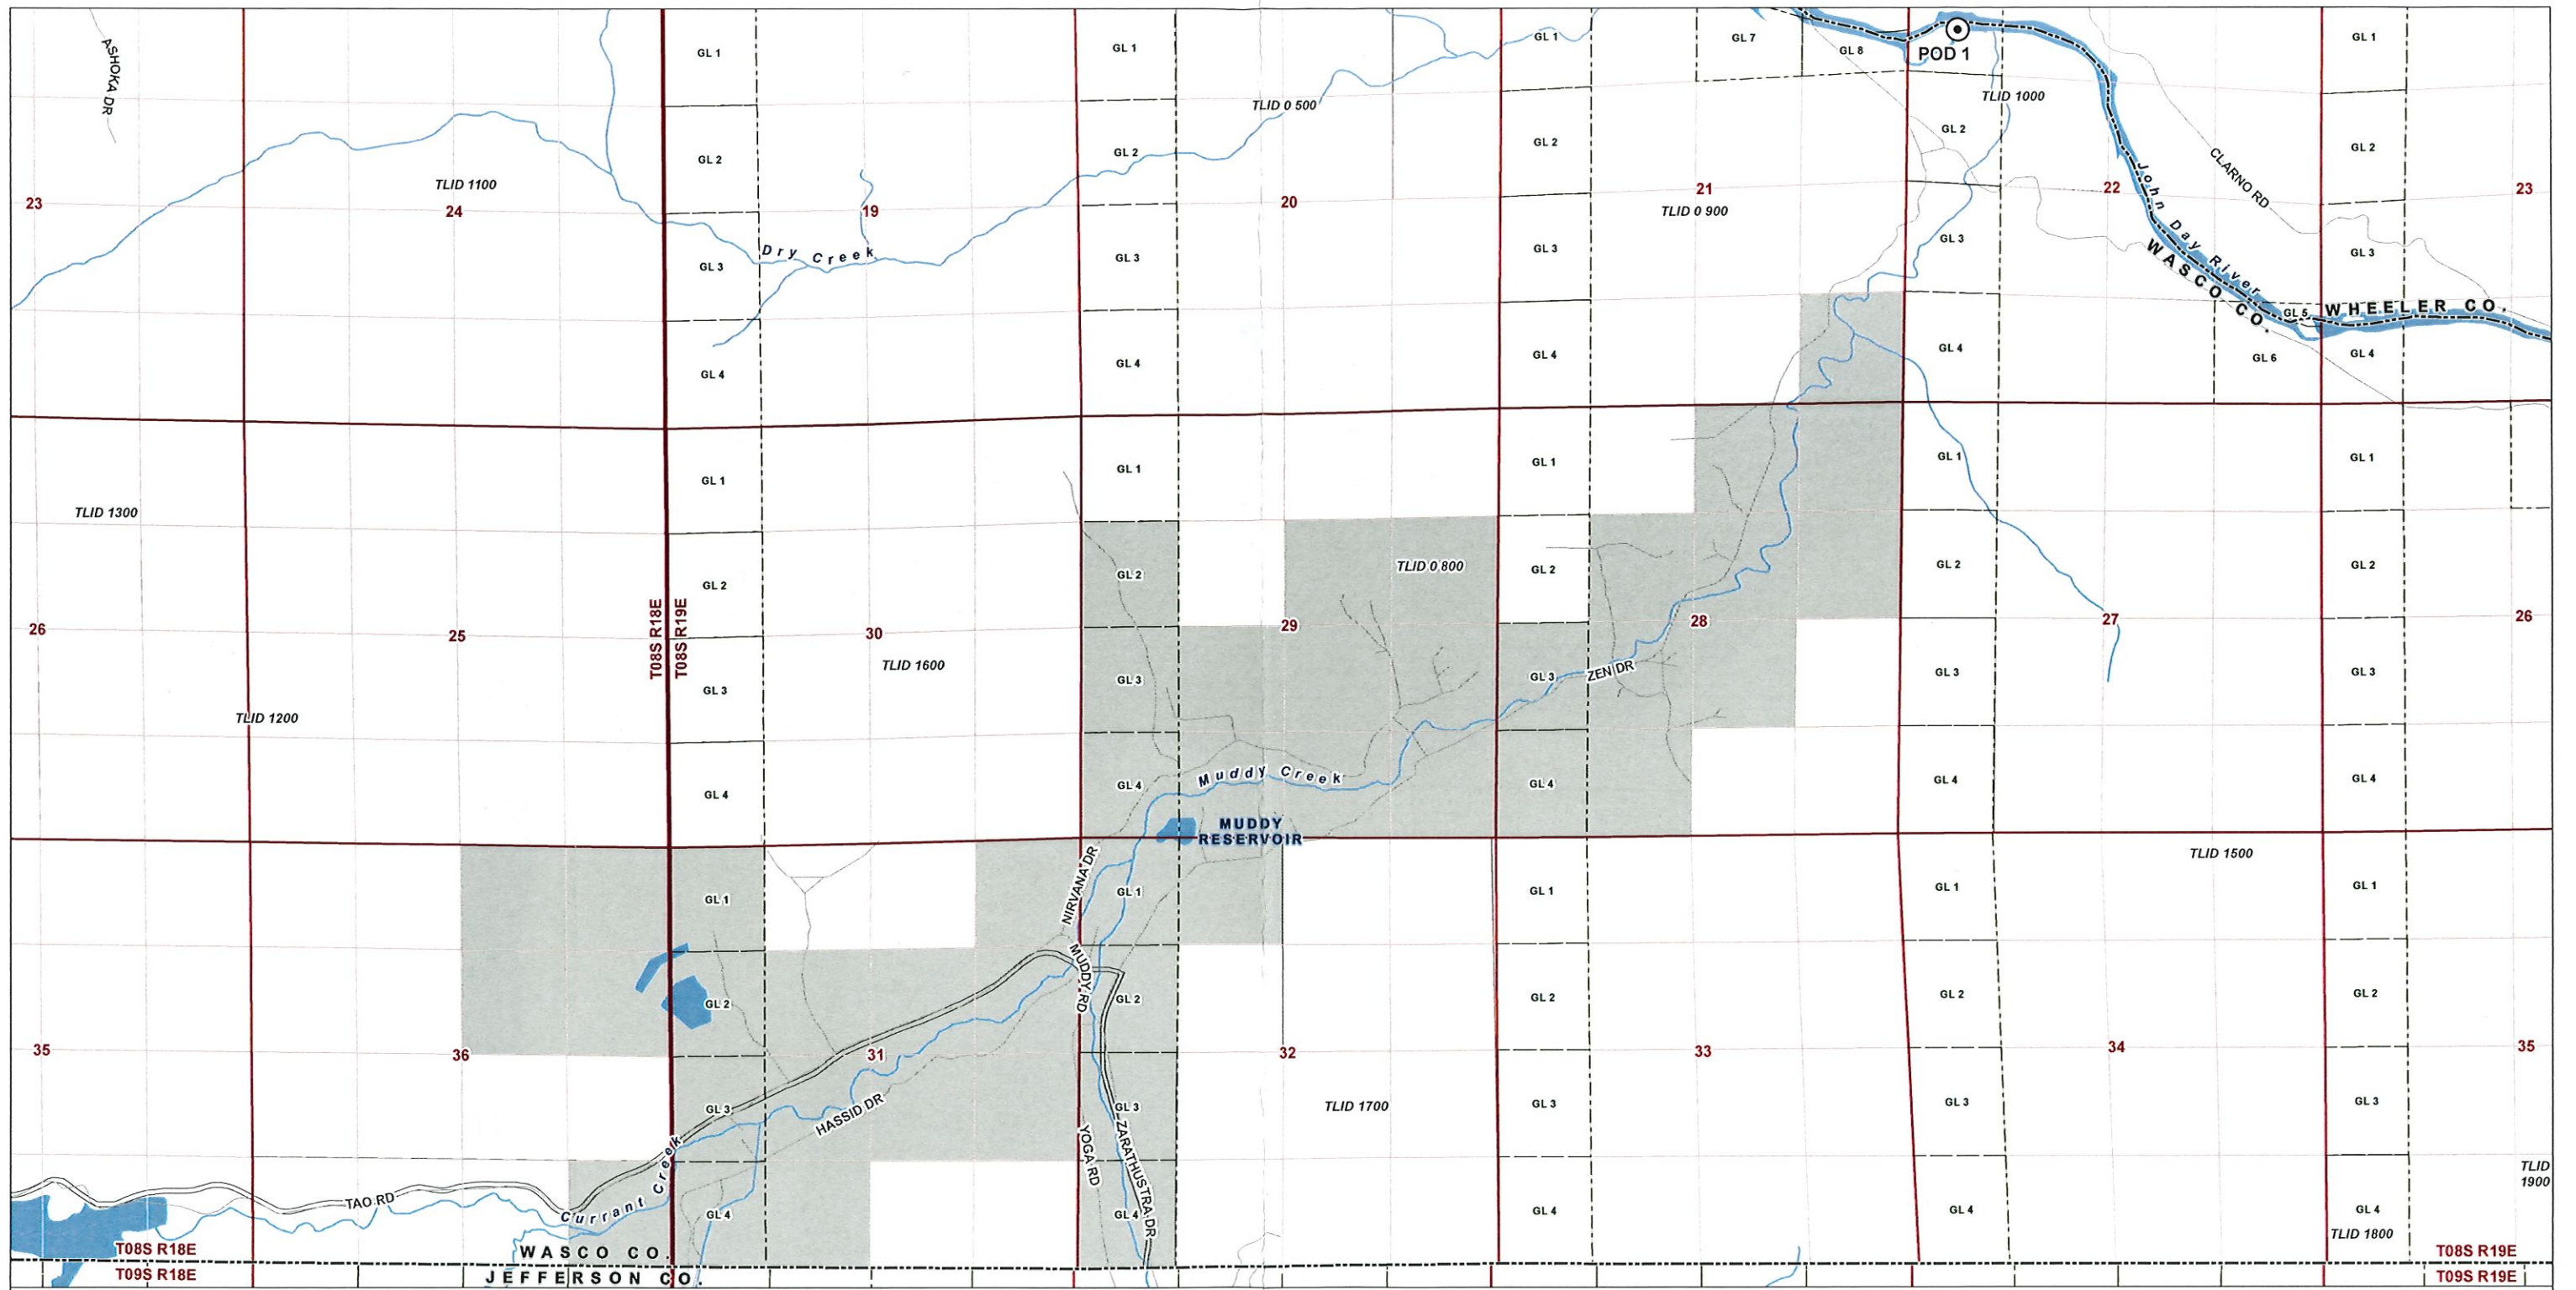 ASHOKA DR
GL 1
GL 1
GL 1
GL 7
GL 8
POD 1
GL 1
TLID 0 500
TLID 1000
GL 2
GL 2
GL 2
GL 2
GL 2
CLARNO RD
TLID 1100
23
24
19
20
21
22
23
TLID 0 900
John Day River
Dry Creek
GL 3
GL 3
GL 3
GL 3
GL 3
WASCO CO.
WHEELER CO.
GL 5
GL 4
GL 4
GL 4
GL 4
GL 6
GL 4
GL 1
GL 1
GL 1
GL 1
GL 1
TLID 1300
TLID 0 800
GL 2
GL 2
GL 2
GL 2
GL 2
T08S R18E
T08S R19E
26
25
30
29
28
27
26
TLID 1600
ZEN DR
GL 3
GL 3
GL 3
GL 3
GL 3
TLID 1200
Muddy Creek
GL 4
GL 4
GL 4
GL 4
GL 4
MUDDY
RESERVOIR
TLID 1500
NIRVANA DR
GL 1
GL 1
GL 1
GL 1
GL 1
MUDDY RD
GL 2
GL 2
GL 2
GL 2
GL 2
35
36
31
32
33
34
35
GL 3
HASSID DR
GL 3
TLID 1700
GL 3
GL 3
GL 3
YOGA RD
ZARATHUSTRA DR
Currant Creek
TLID
1900
TAO RD
GL 4
GL 4
GL 4
GL 4
GL 4
TLID 1800
T08S R18E
WASCO CO.
T08S R19E
T09S R18E
JEFFERSON CO.
T09S R19E